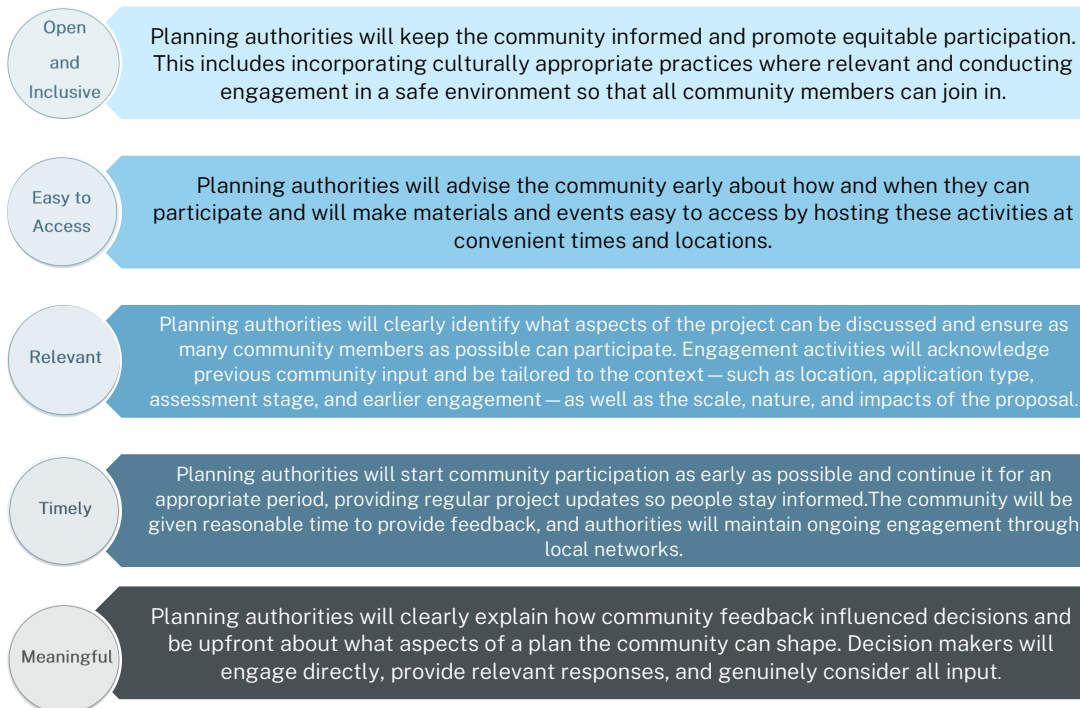 Open
and
Inclusive
Planning authorities will keep the community informed and promote equitable participation.
This includes incorporating culturally appropriate practices where relevant and conducting
engagement in a safe environment so that all community members can join in.
Easy to
Access
Planning authorities will advise the community early about how and when they can
participate and will make materials and events easy to access by hosting these activities at
convenient times and locations.
Relevant
Planning authorities will clearly identify what aspects of the project can be discussed and ensure as
many community members as possible can participate. Engagement activities will acknowledge
previous community input and be tailored to the context—such as location, application type,
assessment stage, and earlier engagement—as well as the scale, nature, and impacts of the proposal.
Timely
Planning authorities will start community participation as early as possible and continue it for an
appropriate period, providing regular project updates so people stay informed.The community will be
given reasonable time to provide feedback, and authorities will maintain ongoing engagement through
local networks.
Meaningful
Planning authorities will clearly explain how community feedback influenced decisions and
be upfront about what aspects of a plan the community can shape. Decision makers will
engage directly, provide relevant responses, and genuinely consider all input.